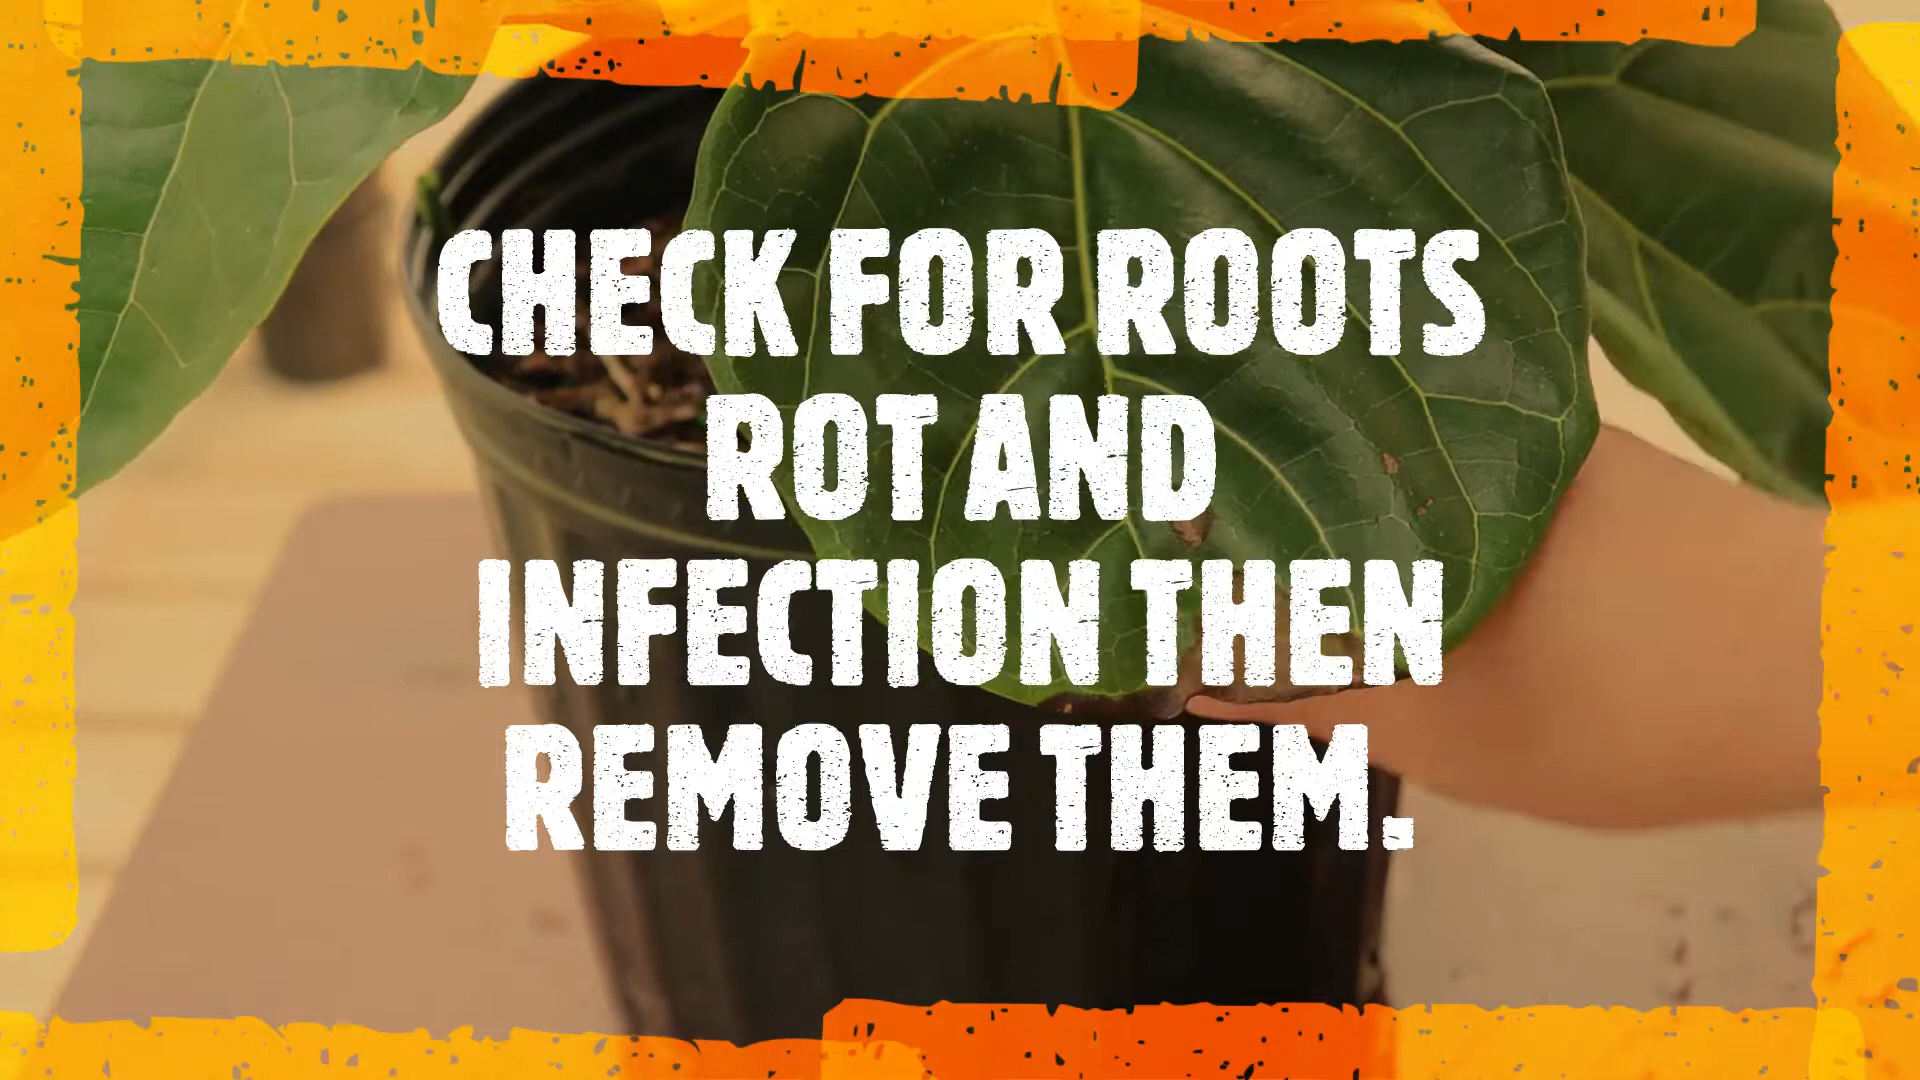 CHECK FOR ROOTS
ROT AND
INFECTION THEN
REMOVE THEM.